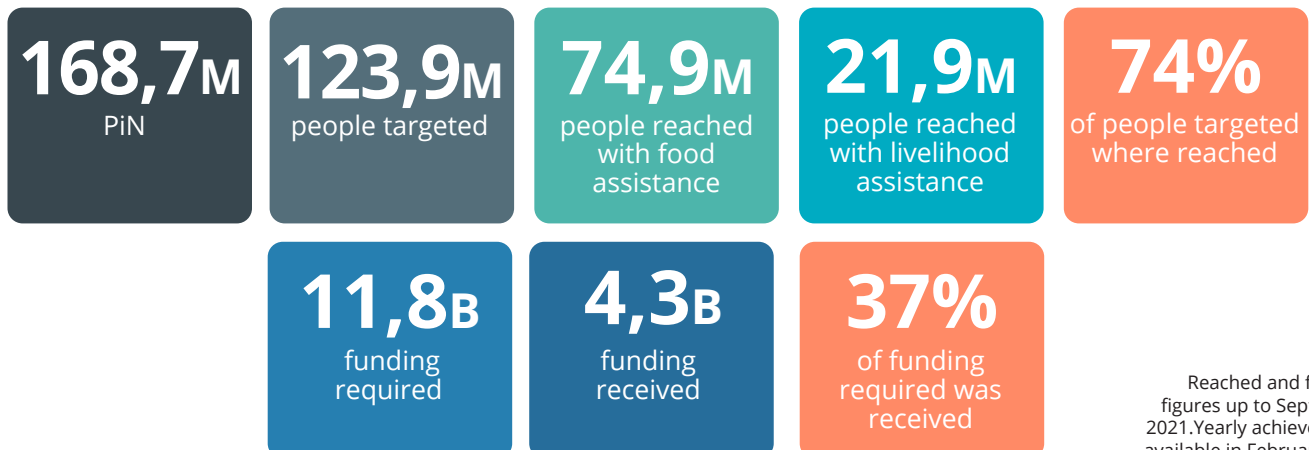 168,7M
PiN
123,9M
people targeted
74,9M
people reached
with food
assistance
21,9M
people reached
with livelihood
assistance
74%
of people targeted
where reached
11,8B
funding
required
4,3B
funding
received
37%
of funding
required was
received
Reached and
figures up to
2021.Yearly
available in